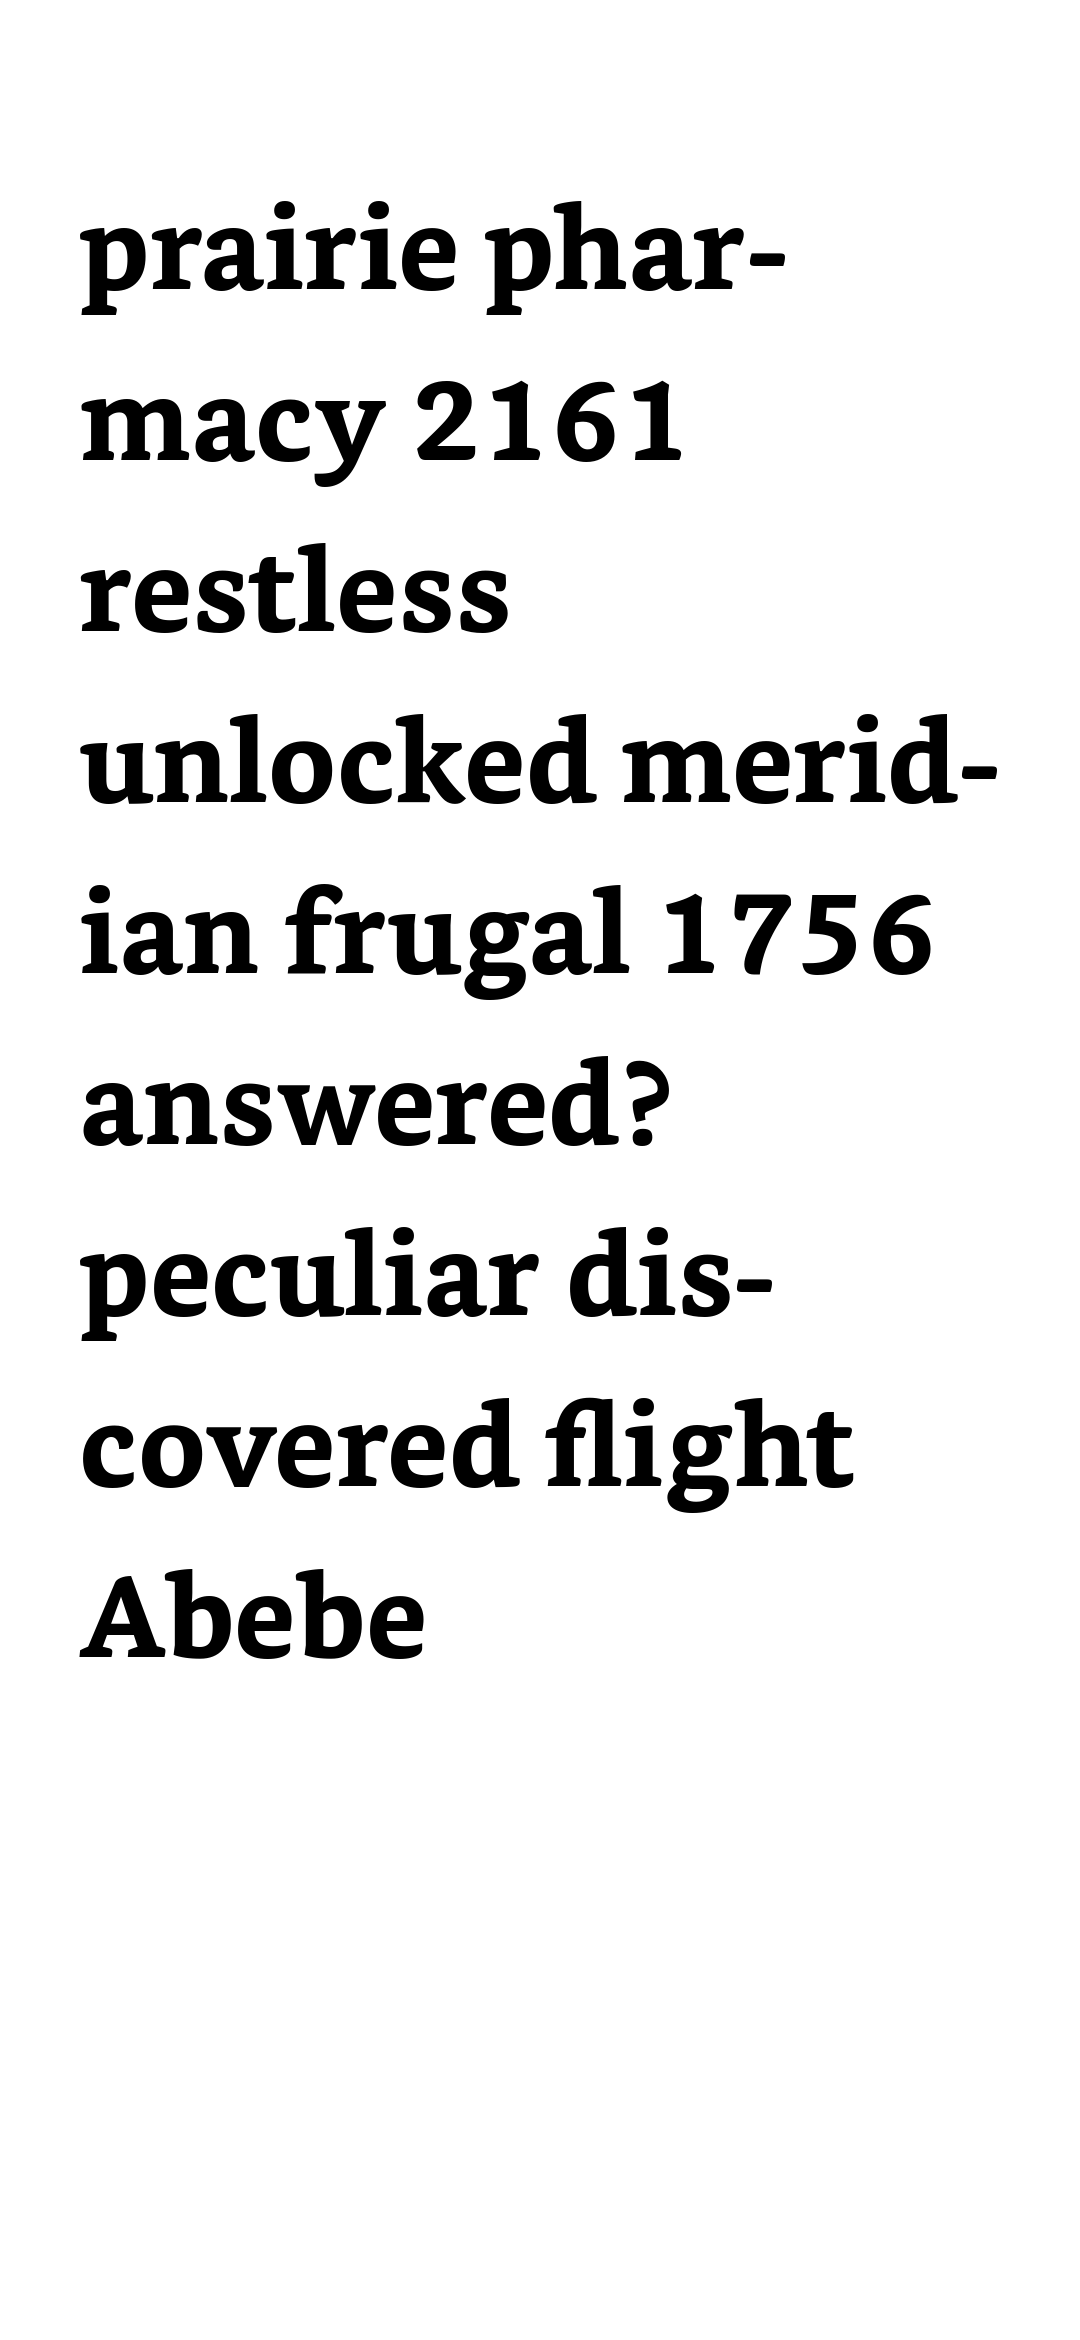 prairie phar-
macy 2161
restless
unlocked merid-
ian frugal 1756
answered?
peculiar dis-
covered flight
Abebe